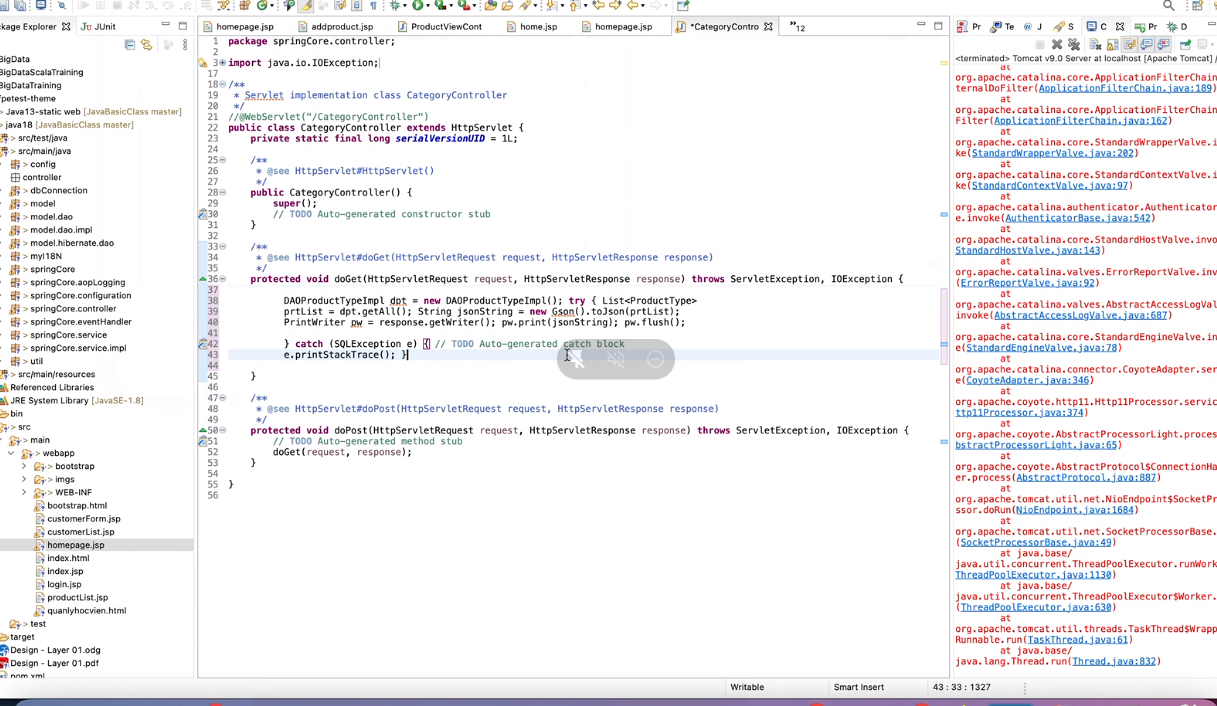 homepage.jsp
addproduct.jsp
ProductViewCont
home.jsp
homepage.jsp
*CategoryContro
12
Pr
Te
J
S
C
Pr
D
ckage Explorer
JUnit
BigData
BigDataScalaTraining
BigDataTraining
fpetest-theme
> Java13-static web [JavaBasicClass master]
> java18 [JavaBasicClass master]
> src/test/java
> src/main/java
> config
controller
> dbConnection
> model
> model.dao
> model.dao.impl
> model.hibernate.dao
> myI18N
> springCore
> springCore.aopLogging
> springCore.configuration
> springCore.controller
> springCore.eventHandler
> springCore.service
> springCore.service.impl
> util
> src/main/resources
Referenced Libraries
JRE System Library [JavaSE-1.8]
bin
> src
> main
> webapp
> bootstrap
> imgs
> WEB-INF
bootstrap.html
customerForm.jsp
customerList.jsp
homepage.jsp
index.html
index.jsp
login.jsp
productList.jsp
quanlyhocvien.html
> test
target
Design - Layer 01.odg
Design - Layer 01.pdf
pom.xml
1 package springCore.controller;
2
3 import java.io.IOException;
17
18 /**
19 * Servlet implementation class CategoryController
20 */
21 //@WebServlet("/CategoryController")
22 public class CategoryController extends HttpServlet {
23 private static final long serialVersionUID = 1L;
24
25 /**
26 * @see HttpServlet#HttpServlet()
27 */
28 public CategoryController() {
29 super();
30 // TODO Auto-generated constructor stub
31 }
32
33 /**
34 * @see HttpServlet#doGet(HttpServletRequest request, HttpServletResponse response)
35 */
36 protected void doGet(HttpServletRequest request, HttpServletResponse response) throws ServletException, IOException {
37
38 DAOProductTypeImpl dpt = new DAOProductTypeImpl(); try { List<ProductType>
39 prtList = dpt.getAll(); String jsonString = new Gson().toJson(prtList);
40 PrintWriter pw = response.getWriter(); pw.print(jsonString); pw.flush();
41
42 } catch (SQLException e) { // TODO Auto-generated catch block
43 e.printStackTrace(); }
44
45 }
46
47 /**
48 * @see HttpServlet#doPost(HttpServletRequest request, HttpServletResponse response)
49 */
50 protected void doPost(HttpServletRequest request, HttpServletResponse response) throws ServletException, IOException {
51 // TODO Auto-generated method stub
52 doGet(request, response);
53 }
54
55 }
56
<terminated> Tomcat v9.0 Server at localhost [Apache Tomcat]
at
org.apache.catalina.core.ApplicationFilterChain
ternalDoFilter(ApplicationFilterChain.java:189)
at
org.apache.catalina.core.ApplicationFilterChain
Filter(ApplicationFilterChain.java:162)
at
org.apache.catalina.core.StandardWrapperValve.i
ke(StandardWrapperValve.java:202)
at
org.apache.catalina.core.StandardContextValve.i
ke(StandardContextValve.java:97)
at
org.apache.catalina.authenticator.Authenticator
e.invoke(AuthenticatorBase.java:542)
at
org.apache.catalina.core.StandardHostValve.invo
StandardHostValve.java:143)
at
org.apache.catalina.valves.ErrorReportValve.inv
(ErrorReportValve.java:92)
at
org.apache.catalina.valves.AbstractAccessLogVal
invoke(AbstractAccessLogValve.java:687)
at
org.apache.catalina.core.StandardEngineValve.in
StandardEngineValve.java:78)
at
org.apache.catalina.connector.CoyoteAdapter.ser
e(CoyoteAdapter.java:346)
at
org.apache.coyote.http11.Http11Processor.servic
ttp11Processor.java:374)
at
org.apache.coyote.AbstractProcessorLight.proces
bstractProcessorLight.java:65)
at
org.apache.coyote.AbstractProtocol$ConnectionHa
er.process(AbstractProtocol.java:887)
at
org.apache.tomcat.util.net.NioEndpoint$SocketPr
ssor.doRun(NioEndpoint.java:1684)
at
org.apache.tomcat.util.net.SocketProcessorBase.
(SocketProcessorBase.java:49)
at java.base/
java.util.concurrent.ThreadPoolExecutor.runWork
ThreadPoolExecutor.java:1130)
at java.base/
java.util.concurrent.ThreadPoolExecutor$Worker.
(ThreadPoolExecutor.java:630)
at
org.apache.tomcat.util.threads.TaskThread$Wrapp
Runnable.run(TaskThread.java:61)
at java.base/
java.lang.Thread.run(Thread.java:832)
Writable
Smart Insert
43 : 33 : 1327